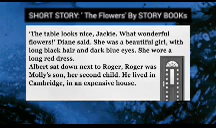 SHORT STORY: ' The Flowers' By STORY BOOKs
'The table looks nice, Jackie. What wonderful
flowers!' Diane said. She was a beautiful girl, with
long black hair and dark blue eyes. She wore a
long red dress.
Albert sat down next to Roger, Roger was
Molly's son, her second child. He lived in
Cambridge, in an expensive house.